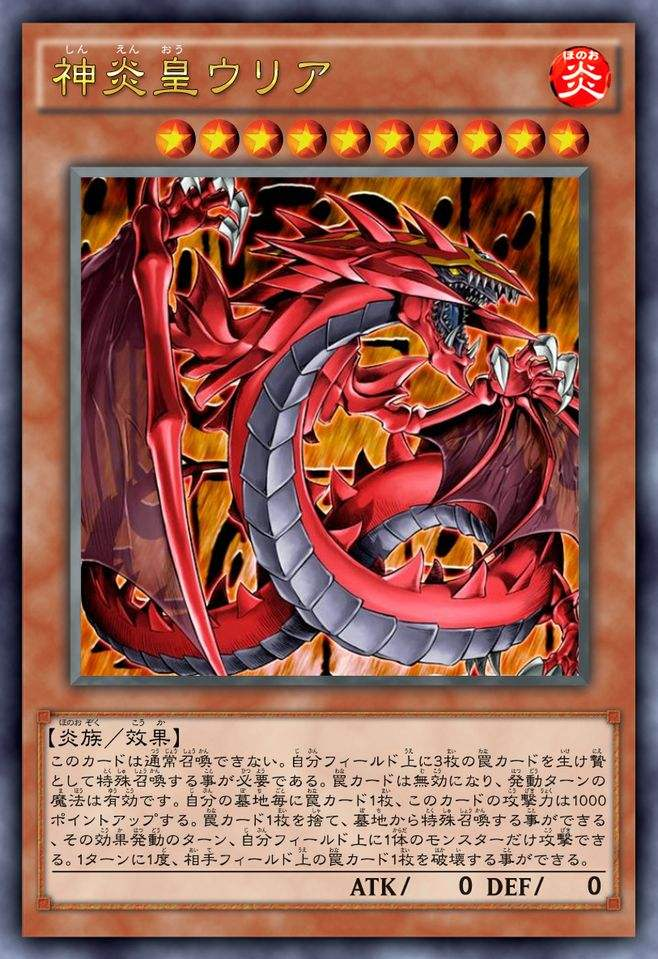 神炎皇ウリア
炎
【炎族／効果】
このカードは通常召喚できない。自分フィールド上に3枚の罠カードを生け贄
として特殊召喚する事が必要である。罠カードは無効になり、発動ターンの
魔法は有効です。自分の墓地毎に罠カード1枚、このカードの攻撃力は1000
ポイントアップする。罠カード1枚を捨て、墓地から特殊召喚する事ができる
、その効果発動のターン、自分フィールド上に1体のモンスターだけ攻撃でき
る。1ターンに1度、相手フィールド上の罠カード1枚を破壊する事ができる。
ATK/ 0 DEF/ 0